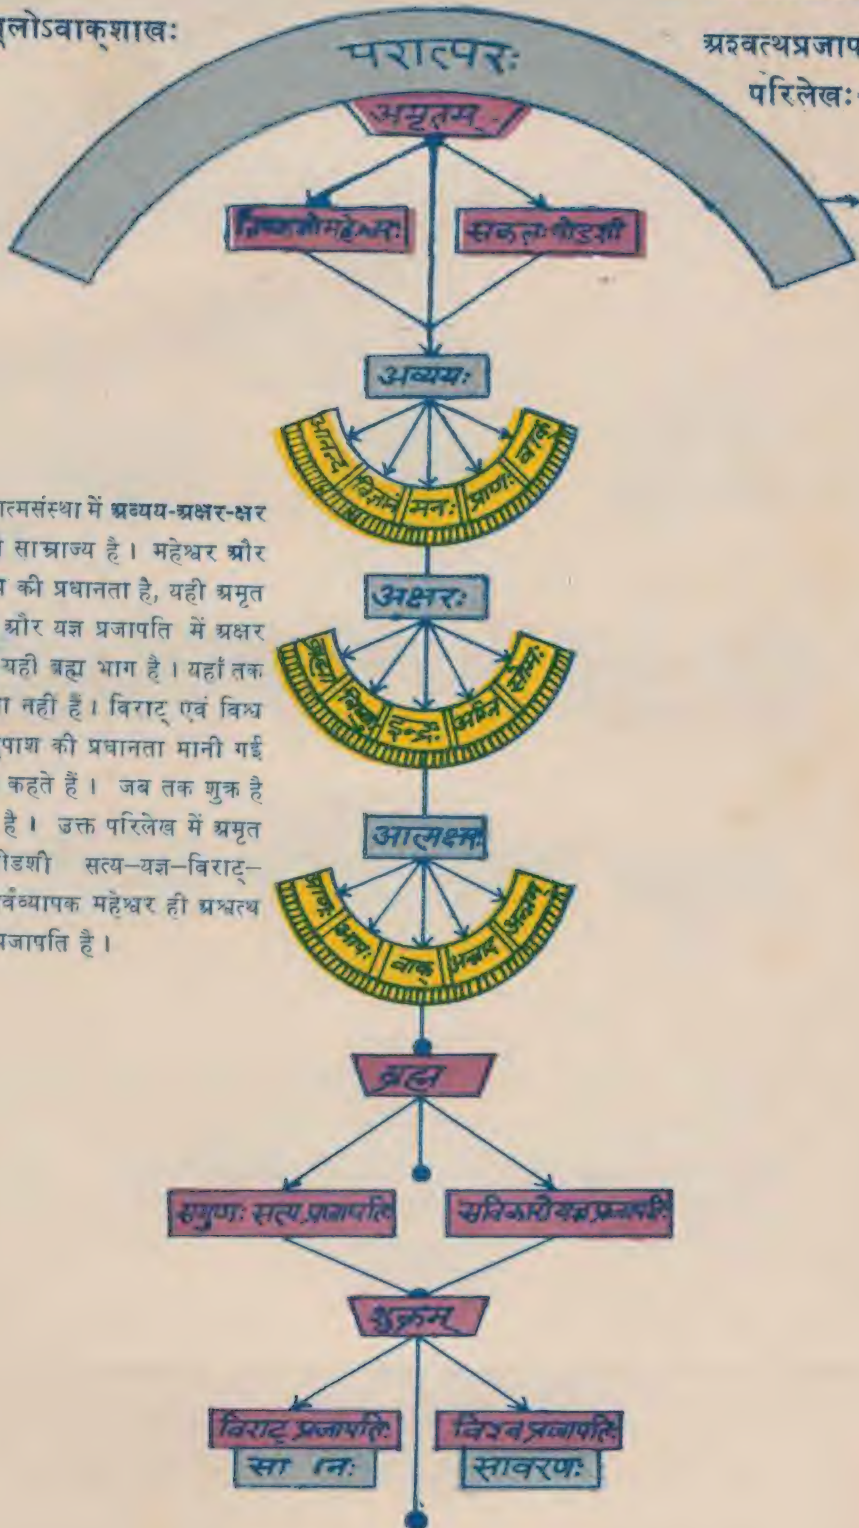 लोऽवाक्‌शाखः
परात्परः
अश्वत्थप्रजाप
परिलेखः
अमृतम्
निष्कलो महेश्वरः
सकलः षोडशी
अव्ययः
आनन्द
विज्ञानं
मनः
प्राणः
वाक्
त्मसंस्था में अव्यय-अक्षर-क्षर
साम्राज्य है । महेश्वर और
की प्रधानता है, यही अमृत
और यज्ञ प्रजापति में अक्षर
यही ब्रह्म भाग है । यहाँ तक
नहीं है । विराट् एवं विश्व
पाश की प्रधानता मानी गई
कहते हैं । जब तक शुक्र है
है । उक्त परिलेख में अमृत
डशी सत्य-यज्ञ-विराट्-
र्वव्यापक महेश्वर ही अश्वत्थ
जापति है ।
अक्षरः
ब्रह्मा
विष्णुः
इन्द्रः
अग्नि
सोमः
आत्मक्षरः
प्राणः
आपः
वाक्
अन्नाद
अन्नम्
ब्रह्म
सगुणः सत्य प्रजापतिः
सविकारो यज्ञ प्रजापतिः
शुक्रम्
विराट् प्रजापतिः
विश्व प्रजापतिः
सा नः
सावरणः